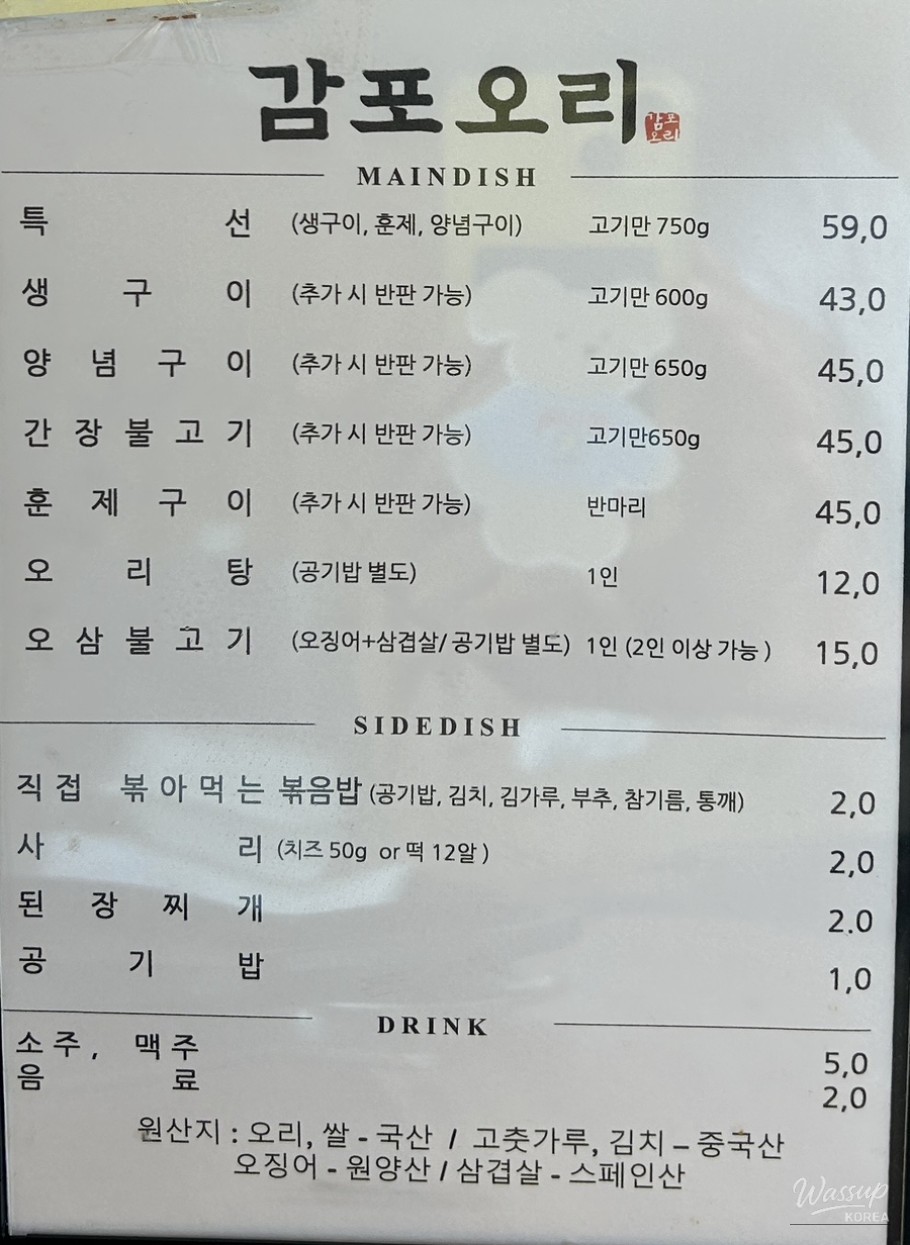 감포오리
감포
오리
MAINDISH
특선 (생구이, 훈제, 양념구이) 고기만 750g 59,0
생구이 (추가 시 반판 가능) 고기만 600g 43,0
양념구이 (추가 시 반판 가능) 고기만 650g 45,0
간장불고기 (추가 시 반판 가능) 고기만650g 45,0
훈제구이 (추가 시 반판 가능) 반마리 45,0
오리탕 (공기밥 별도) 1인 12,0
오삼불고기 (오징어+삼겹살/ 공기밥 별도) 1인 (2인 이상 가능 ) 15,0
SIDEDISH
직접 볶아먹는 볶음밥 (공기밥, 김치, 김가루, 부추, 참기름, 통깨) 2,0
사리 (치즈 50g or 떡 12알 ) 2,0
된장찌개 2.0
공기밥 1,0
DRINK
소주, 맥주 5,0
음료 2,0
원산지 : 오리, 쌀 - 국산 / 고춧가루, 김치 – 중국산
오징어 - 원양산 / 삼겹살 - 스페인산
Wassup
KOREA